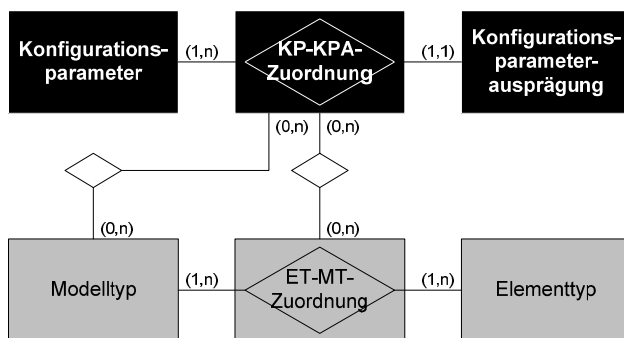 Konfigurations-
parameter
(1,n)
KP-KPA-
Zuordnung
(1,1)
Konfigurations-
parameter-
ausprägung
(0,n)
(0,n)
(0,n)
(0,n)
Modelltyp
(1,n)
ET-MT-
Zuordnung
(1,n)
Elementtyp